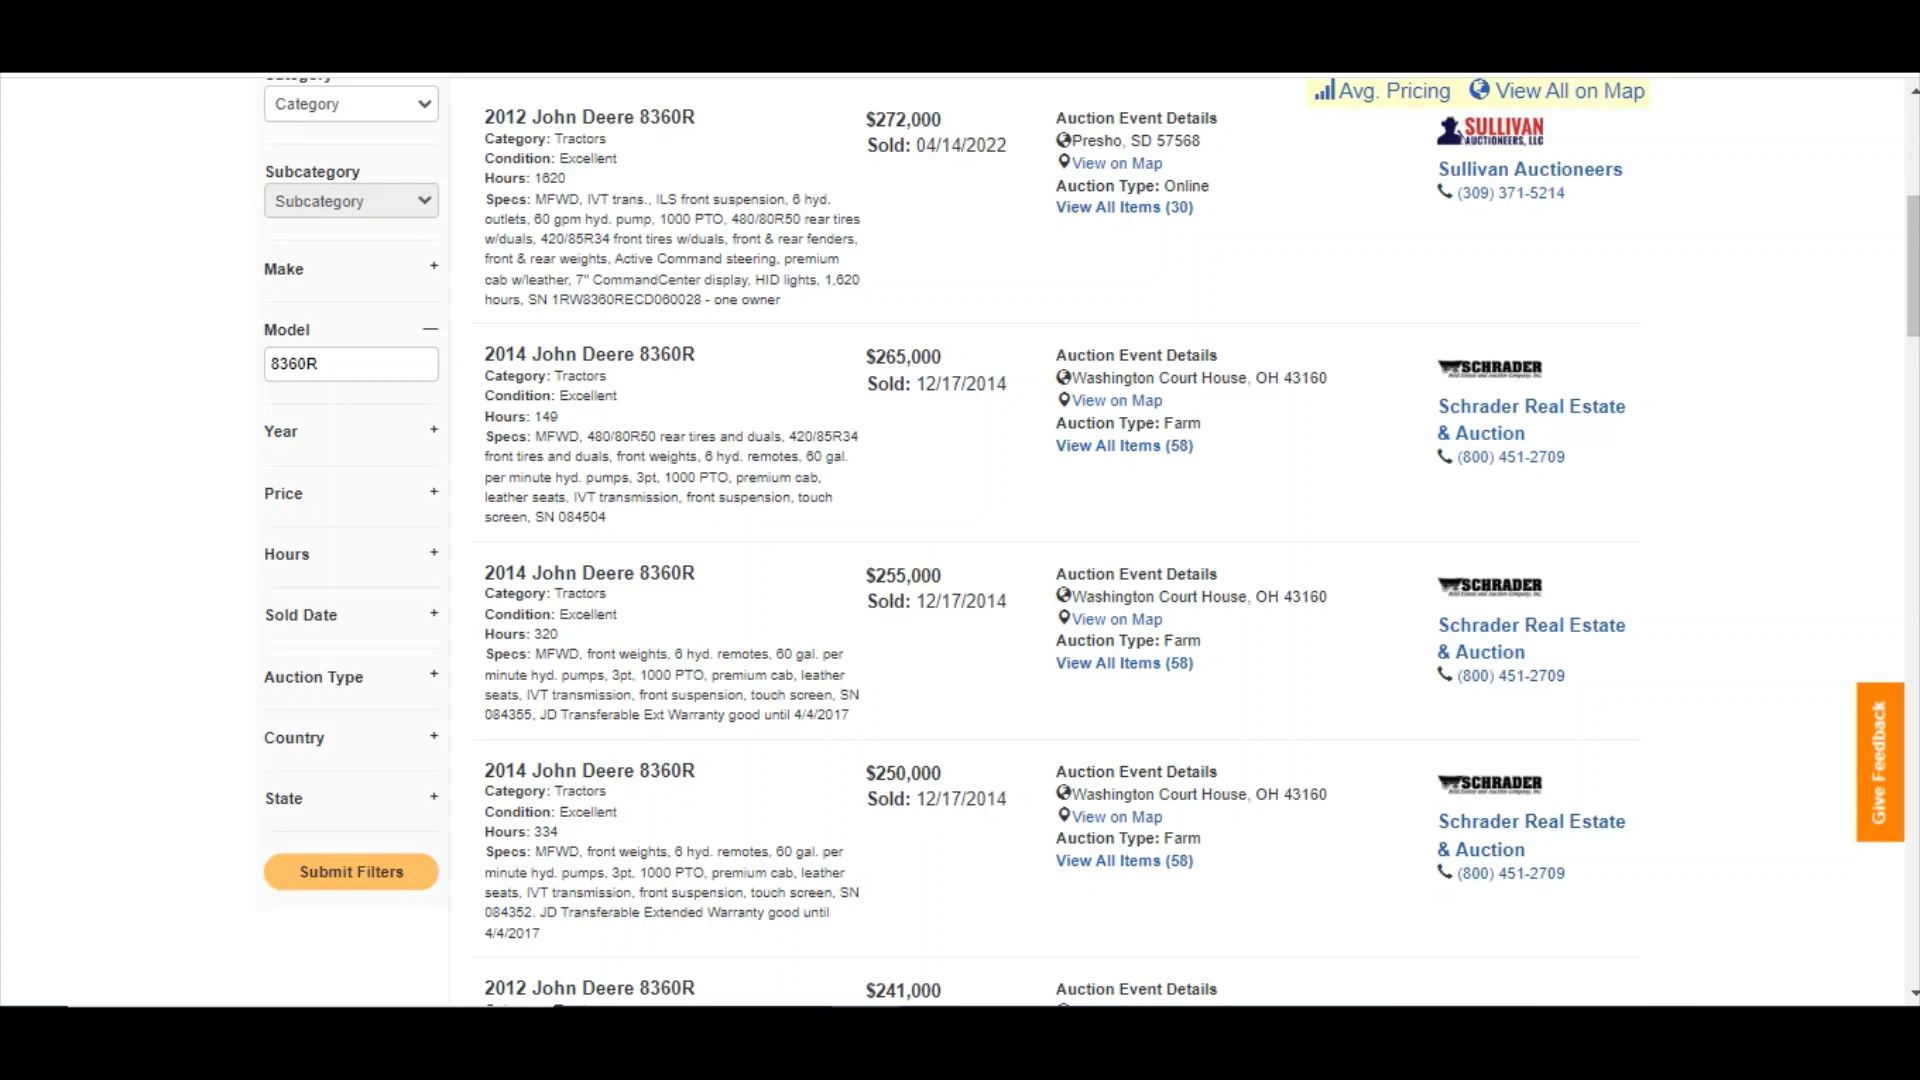 Category
Subcategory
Subcategory
Make +
Model —
8360R
Year +
Price +
Hours +
Sold Date +
Auction Type +
Country +
State +
Submit Filters
Avg. Pricing View All on Map
2012 John Deere 8360R
Category: Tractors
Condition: Excellent
Hours: 1620
Specs: MFWD, IVT trans., ILS front suspension, 6 hyd.
outlets, 60 gpm hyd. pump, 1000 PTO, 480/80R50 rear tires
w/duals, 420/85R34 front tires w/duals, front & rear fenders,
front & rear weights, Active Command steering, premium
cab w/leather, 7" CommandCenter display, HID lights, 1,620
hours, SN 1RW8360RECD060028 - one owner
$272,000
Sold: 04/14/2022
Auction Event Details
Presho, SD 57568
View on Map
Auction Type: Online
View All Items (30)
SULLIVAN
AUCTIONEERS, LLC
Sullivan Auctioneers
(309) 371-5214
2014 John Deere 8360R
Category: Tractors
Condition: Excellent
Hours: 149
Specs: MFWD, 480/80R50 rear tires and duals, 420/85R34
front tires and duals, front weights, 6 hyd. remotes, 60 gal.
per minute hyd. pumps, 3pt, 1000 PTO, premium cab,
leather seats, IVT transmission, front suspension, touch
screen, SN 084504
$265,000
Sold: 12/17/2014
Auction Event Details
Washington Court House, OH 43160
View on Map
Auction Type: Farm
View All Items (58)
SCHRADER
Schrader Real Estate
& Auction
(800) 451-2709
2014 John Deere 8360R
Category: Tractors
Condition: Excellent
Hours: 320
Specs: MFWD, front weights, 6 hyd. remotes, 60 gal. per
minute hyd. pumps, 3pt, 1000 PTO, premium cab, leather
seats, IVT transmission, front suspension, touch screen, SN
084355, JD Transferable Ext Warranty good until 4/4/2017
$255,000
Sold: 12/17/2014
Auction Event Details
Washington Court House, OH 43160
View on Map
Auction Type: Farm
View All Items (58)
SCHRADER
Schrader Real Estate
& Auction
(800) 451-2709
2014 John Deere 8360R
Category: Tractors
Condition: Excellent
Hours: 334
Specs: MFWD, front weights, 6 hyd. remotes, 60 gal. per
minute hyd. pumps, 3pt, 1000 PTO, premium cab, leather
seats, IVT transmission, front suspension, touch screen, SN
084352. JD Transferable Extended Warranty good until
4/4/2017
$250,000
Sold: 12/17/2014
Auction Event Details
Washington Court House, OH 43160
View on Map
Auction Type: Farm
View All Items (58)
SCHRADER
Schrader Real Estate
& Auction
(800) 451-2709
2012 John Deere 8360R
$241,000
Auction Event Details
Give Feedback